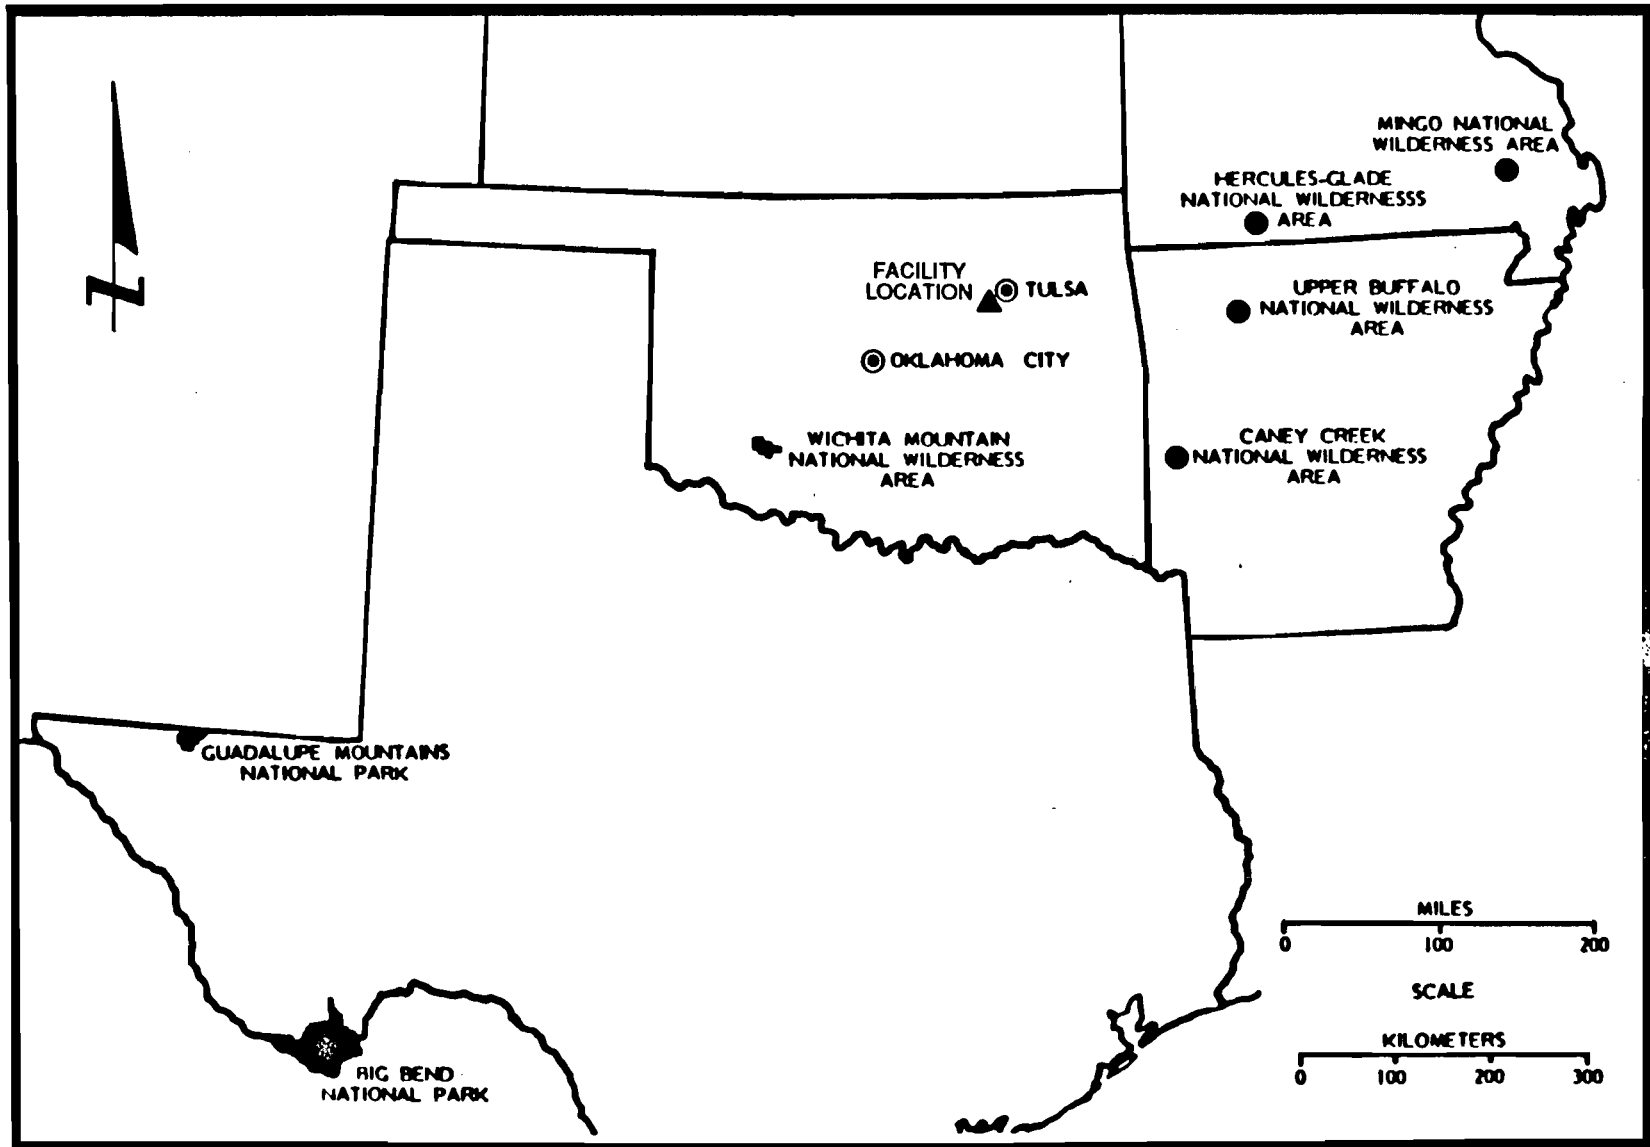 MINGO NATIONAL
WILDERNESS AREA
HERCULES-GLADE
NATIONAL WILDERNESSS
AREA
FACILITY
LOCATION
TULSA
UPPER BUFFALO
NATIONAL WILDERNESS
AREA
OKLAHOMA CITY
WICHITA MOUNTAIN
NATIONAL WILDERNESS
AREA
CANEY CREEK
NATIONAL WILDERNESS
AREA
GUADALUPE MOUNTAINS
NATIONAL PARK
BIG BEND
NATIONAL PARK
MILES
0 100 200
SCALE
KILOMETERS
0 100 200 300
N